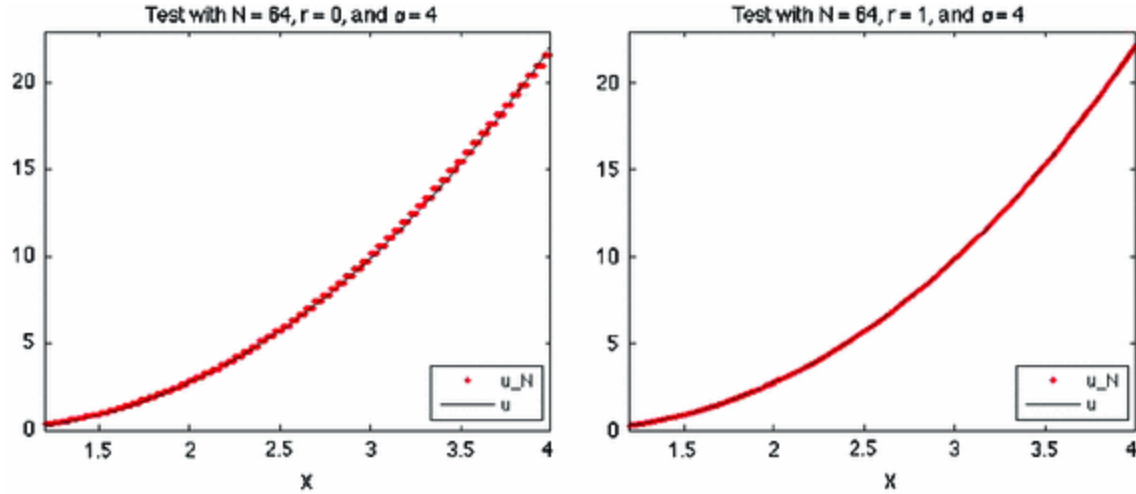 Test with N = 64, r = 0, and σ = 4
20
15
10
5
0
1.5 2 2.5 3 3.5 4
X
u_N
u
Test with N = 64, r = 1, and σ = 4
20
15
10
5
0
1.5 2 2.5 3 3.5 4
X
u_N
u